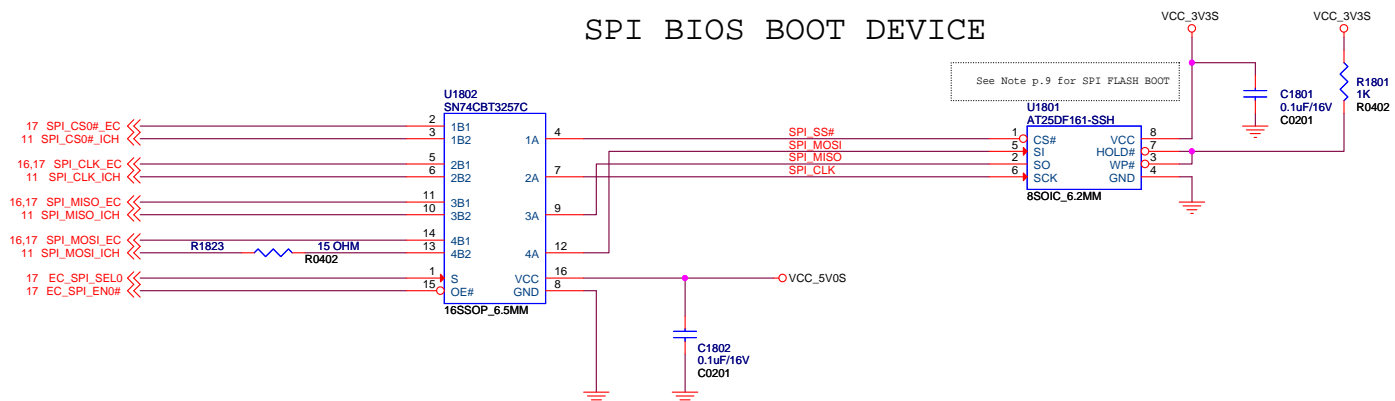 SPI BIOS BOOT DEVICE
VCC_3V3S
VCC_3V3S
See Note p.9 for SPI FLASH BOOT
R1801
1K
R0402
C1801
0.1uF/16V
C0201
U1802
SN74CBT3257C
U1801
AT25DF161-SSH
17 SPI_CS0#_EC 2 1B1
11 SPI_CS0#_ICH 3 1B2
1A 4 SPI_SS# 1 CS# VCC 8
SPI_MOSI 5 SI HOLD# 7
16,17 SPI_CLK_EC 5 2B1
SPI_MISO 2 SO WP# 3
11 SPI_CLK_ICH 6 2B2
2A 7 SPI_CLK 6 SCK GND 4
8SOIC_6.2MM
16,17 SPI_MISO_EC 11 3B1
11 SPI_MISO_ICH 10 3B2
3A 9
16,17 SPI_MOSI_EC 14 4B1
11 SPI_MOSI_ICH R1823 15 OHM 13 4B2
R0402
4A 12
17 EC_SPI_SEL0 1 S VCC 16 VCC_5V0S
17 EC_SPI_EN0# 15 OE# GND 8
16SSOP_6.5MM
C1802
0.1uF/16V
C0201